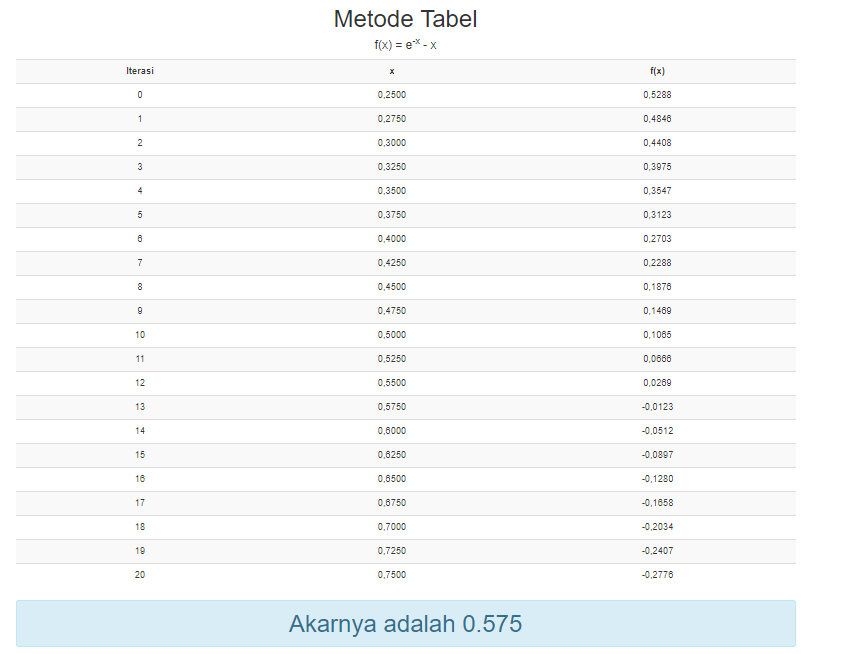 Metode Tabel
f(x) = e^-x - x
Iterasi x f(x)
0 0,2500 0,5288
1 0,2750 0,4846
2 0,3000 0,4408
3 0,3250 0,3975
4 0,3500 0,3547
5 0,3750 0,3123
6 0,4000 0,2703
7 0,4250 0,2288
8 0,4500 0,1876
9 0,4750 0,1469
10 0,5000 0,1065
11 0,5250 0,0666
12 0,5500 0,0269
13 0,5750 -0,0123
14 0,6000 -0,0512
15 0,6250 -0,0897
16 0,6500 -0,1280
17 0,6750 -0,1658
18 0,7000 -0,2034
19 0,7250 -0,2407
20 0,7500 -0,2776
Akarnya adalah 0.575